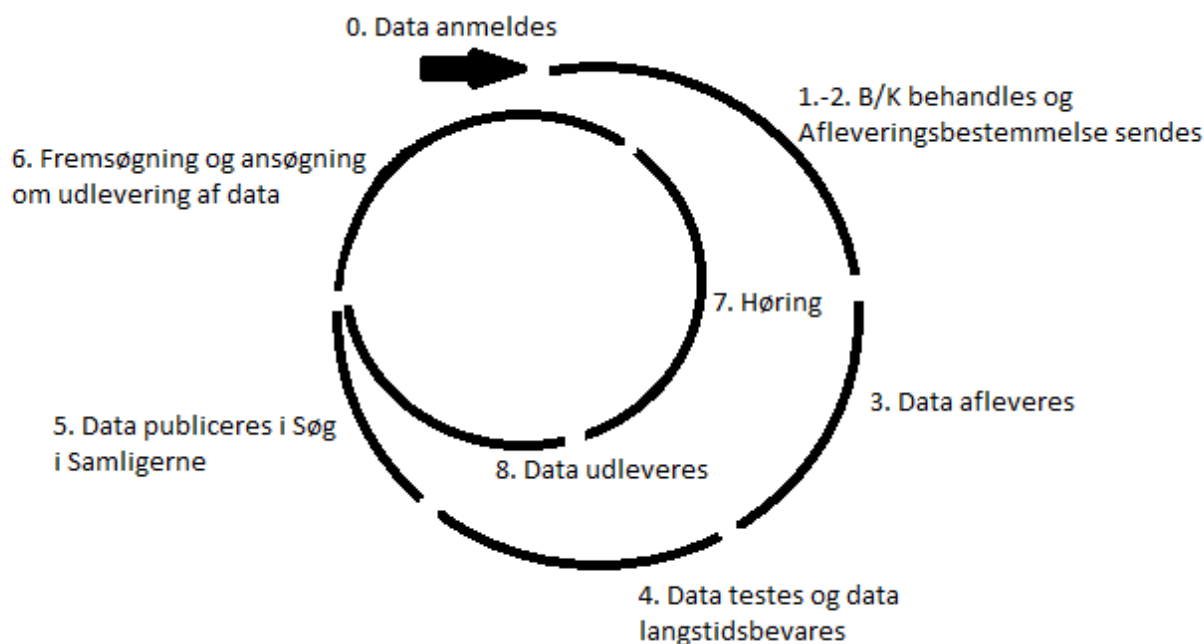 0. Data anmeldes
1.-2. B/K behandles og
Afleveringsbestemmelse sendes
3. Data afleveres
4. Data testes og data
langstidsbevares
5. Data publiceres i Søg
i Samligerne
6. Fremsøgning og ansøgning
om udlevering af data
7. Høring
8. Data udleveres